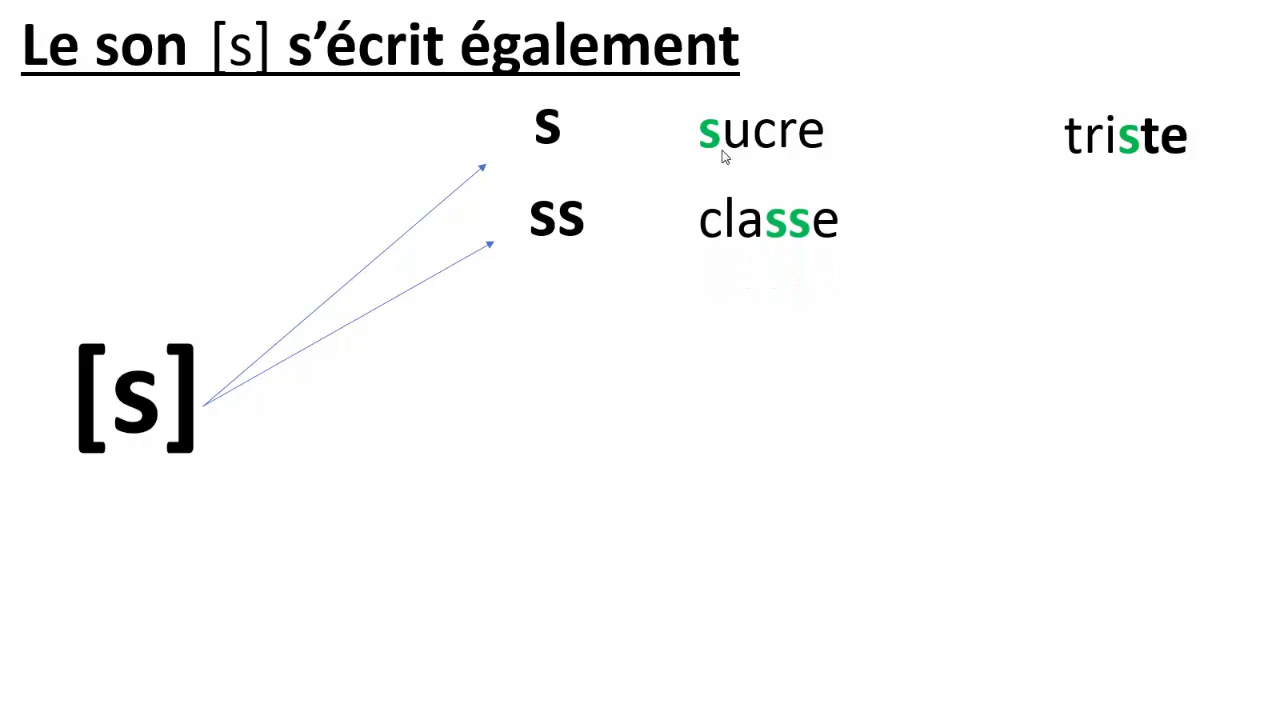 Le son [s] s’écrit également
s sucre triste
ss classe
[s]